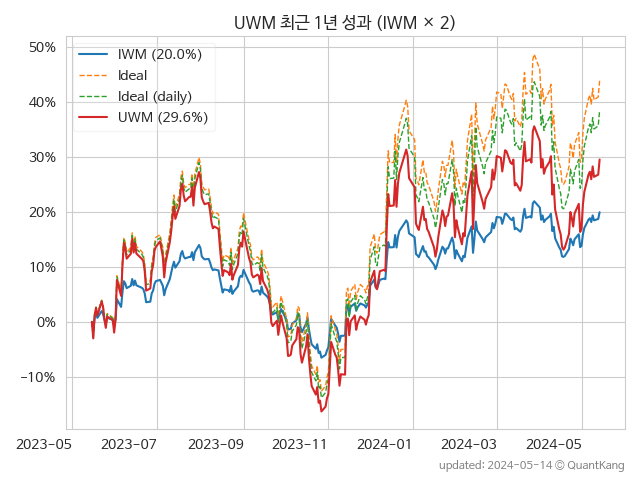 UWM 최근 1년 성과 (IWM × 2)
50%
40%
30%
20%
10%
0%
−10%
IWM (20.0%)
Ideal
Ideal (daily)
UWM (29.6%)
2023-05
2023-07
2023-09
2023-11
2024-01
2024-03
2024-05
updated: 2024-05-14 © QuantKang